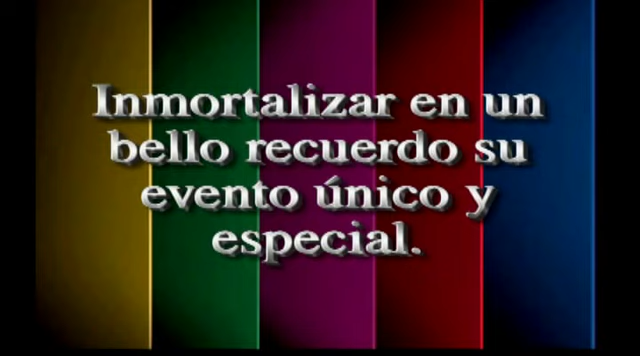 Inmortalizar en un
bello recuerdo su
evento único y
especial.